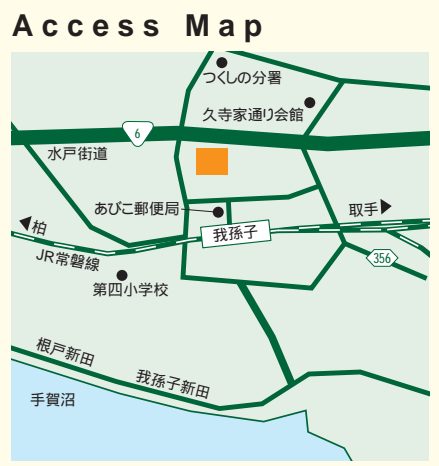 Access Map
つくしの分署
久寺家通り会館
6
水戸街道
あびこ郵便局
取手
柏
我孫子
JR常磐線
356
第四小学校
根戸新田
我孫子新田
手賀沼